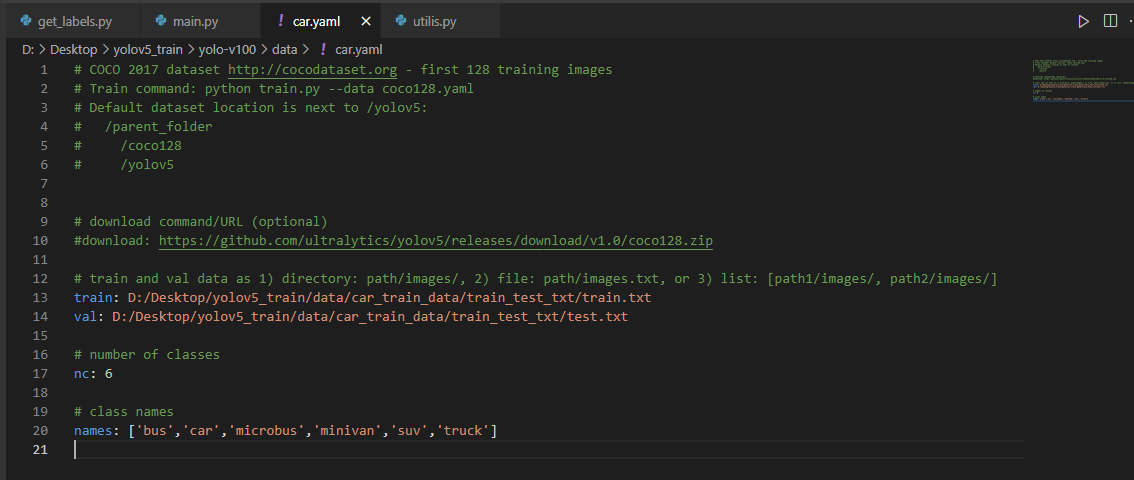 get_labels.py main.py ! car.yaml × utilis.py
D: > Desktop > yolov5_train > yolo-v100 > data > ! car.yaml
1 # COCO 2017 dataset http://cocodataset.org - first 128 training images
2 # Train command: python train.py --data coco128.yaml
3 # Default dataset location is next to /yolov5:
4 #   /parent_folder
5 #     /coco128
6 #     /yolov5
7
8
9 # download command/URL (optional)
10 #download: https://github.com/ultralytics/yolov5/releases/download/v1.0/coco128.zip
11
12 # train and val data as 1) directory: path/images/, 2) file: path/images.txt, or 3) list: [path1/images/, path2/images/]
13 train: D:/Desktop/yolov5_train/data/car_train_data/train_test_txt/train.txt
14 val: D:/Desktop/yolov5_train/data/car_train_data/train_test_txt/test.txt
15
16 # number of classes
17 nc: 6
18
19 # class names
20 names: ['bus','car','microbus','minivan','suv','truck']
21